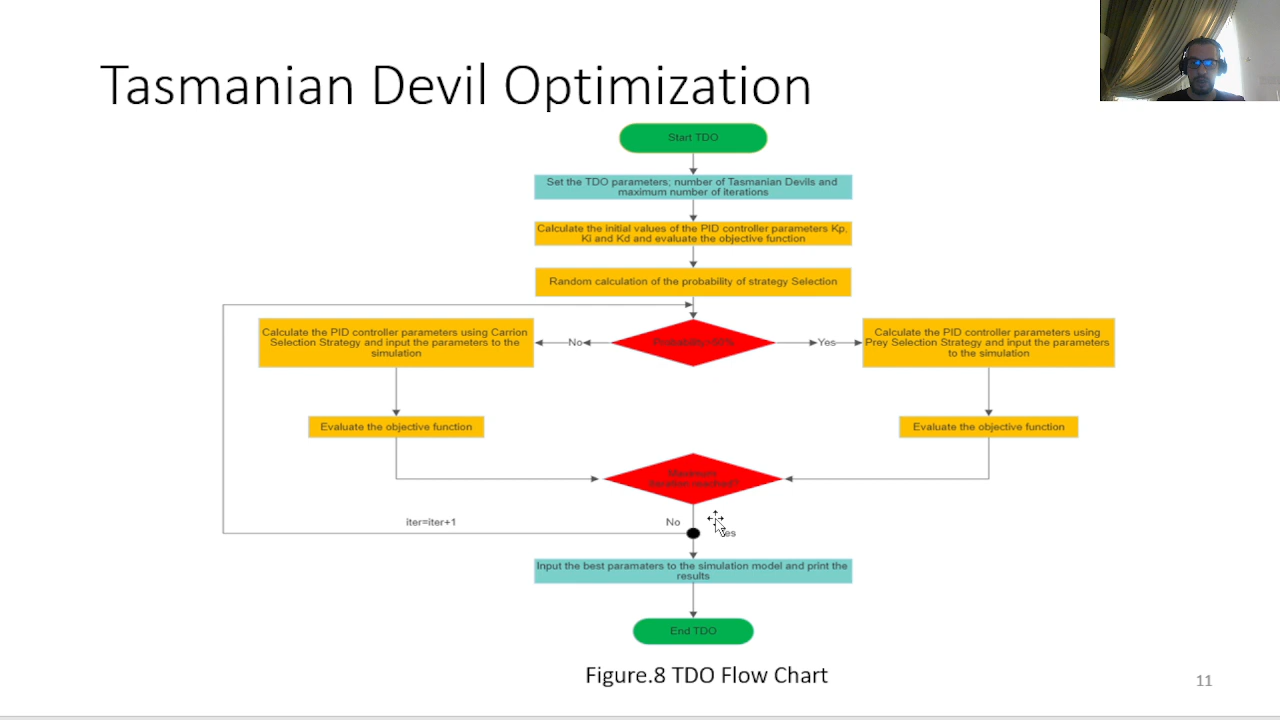 Tasmanian Devil Optimization
Start TDO
Set the TDO parameters; number of Tasmanian Devils and
maximum number of iterations
Calculate the initial values of the PID controller parameters Kp,
Ki and Kd and evaluate the objective function
Random calculation of the probability of strategy Selection
Calculate the PID controller parameters using Carrion
Selection Strategy and input the parameters to the
simulation
No
Yes
Calculate the PID controller parameters using
Prey Selection Strategy and input the parameters
to the simulation
Evaluate the objective function
Evaluate the objective function
Maximum
iteration reached?
iter=iter+1
No
Input the best paramaters to the simulation model and print the
results
End TDO
Figure.8 TDO Flow Chart
11